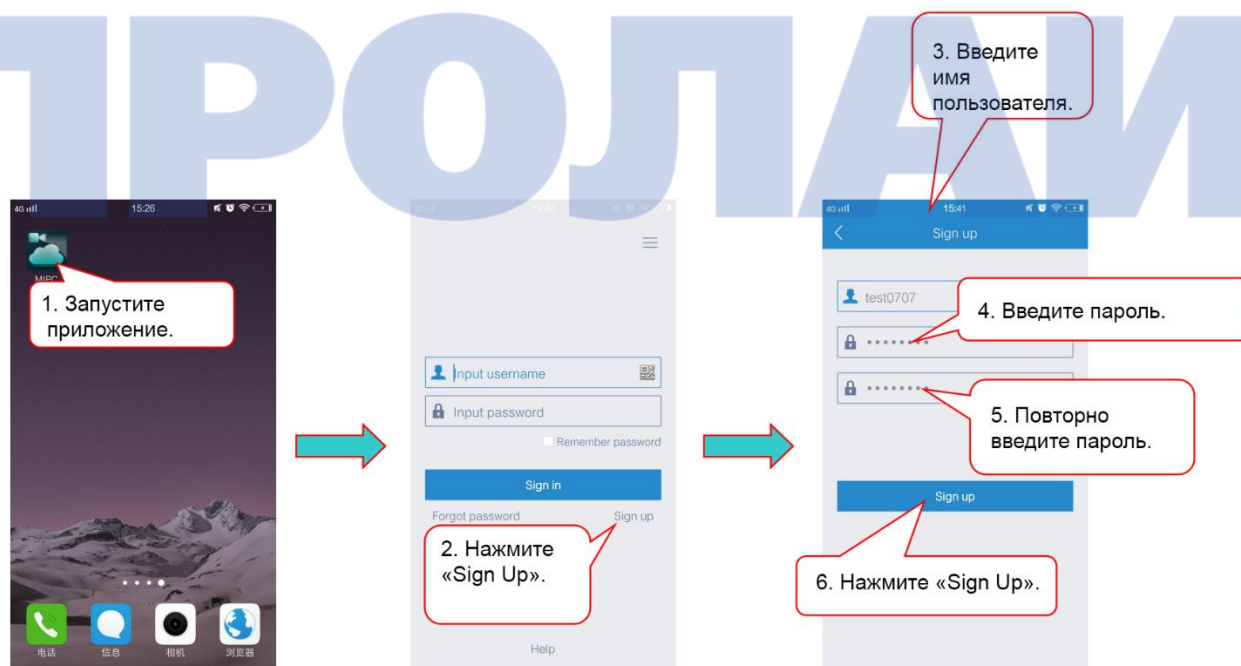 ПРОЛАЙ
3. Введите
имя
пользователя.
4G
15:26
MIPC
1. Запустите
приложение.
电话
信息
相机
浏览器
15:40
Input username
Input password
Remember password
Sign in
Forgot password
Sign up
2. Нажмите
«Sign Up».
Help
4G
15:41
Sign up
test0707
4. Введите пароль.
5. Повторно
введите пароль.
Sign up
6. Нажмите «Sign Up».